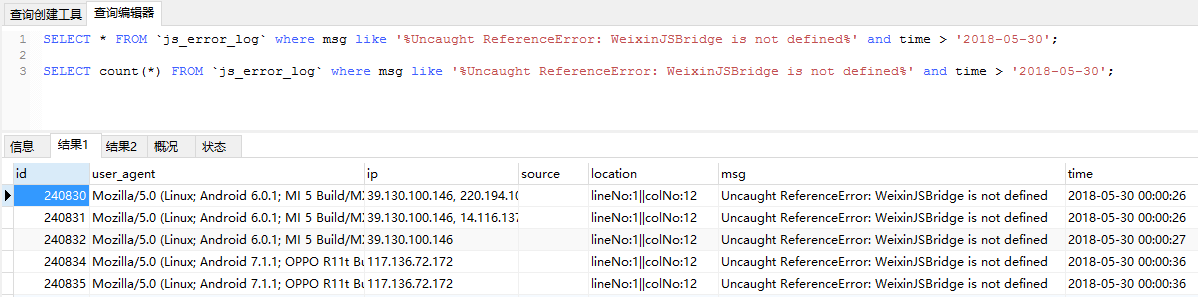 查询创建工具 查询编辑器
1 SELECT * FROM `js_error_log` where msg like '%Uncaught ReferenceError: WeixinJSBridge is not defined%' and time > '2018-05-30';
2
3 SELECT count(*) FROM `js_error_log` where msg like '%Uncaught ReferenceError: WeixinJSBridge is not defined%' and time > '2018-05-30';
信息 结果1 结果2 概况 状态
id user_agent ip source location msg time
240830 Mozilla/5.0 (Linux; Android 6.0.1; MI 5 Build/M 39.130.100.146, 220.194.10 lineNo:1||colNo:12 Uncaught ReferenceError: WeixinJSBridge is not defined 2018-05-30 00:00:26
240831 Mozilla/5.0 (Linux; Android 6.0.1; MI 5 Build/M 39.130.100.146, 14.116.137 lineNo:1||colNo:12 Uncaught ReferenceError: WeixinJSBridge is not defined 2018-05-30 00:00:26
240832 Mozilla/5.0 (Linux; Android 6.0.1; MI 5 Build/M 39.130.100.146 lineNo:1||colNo:12 Uncaught ReferenceError: WeixinJSBridge is not defined 2018-05-30 00:00:27
240834 Mozilla/5.0 (Linux; Android 7.1.1; OPPO R11t Bu 117.136.72.172 lineNo:1||colNo:12 Uncaught ReferenceError: WeixinJSBridge is not defined 2018-05-30 00:00:36
240835 Mozilla/5.0 (Linux; Android 7.1.1; OPPO R11t Bu 117.136.72.172 lineNo:1||colNo:12 Uncaught ReferenceError: WeixinJSBridge is not defined 2018-05-30 00:00:36